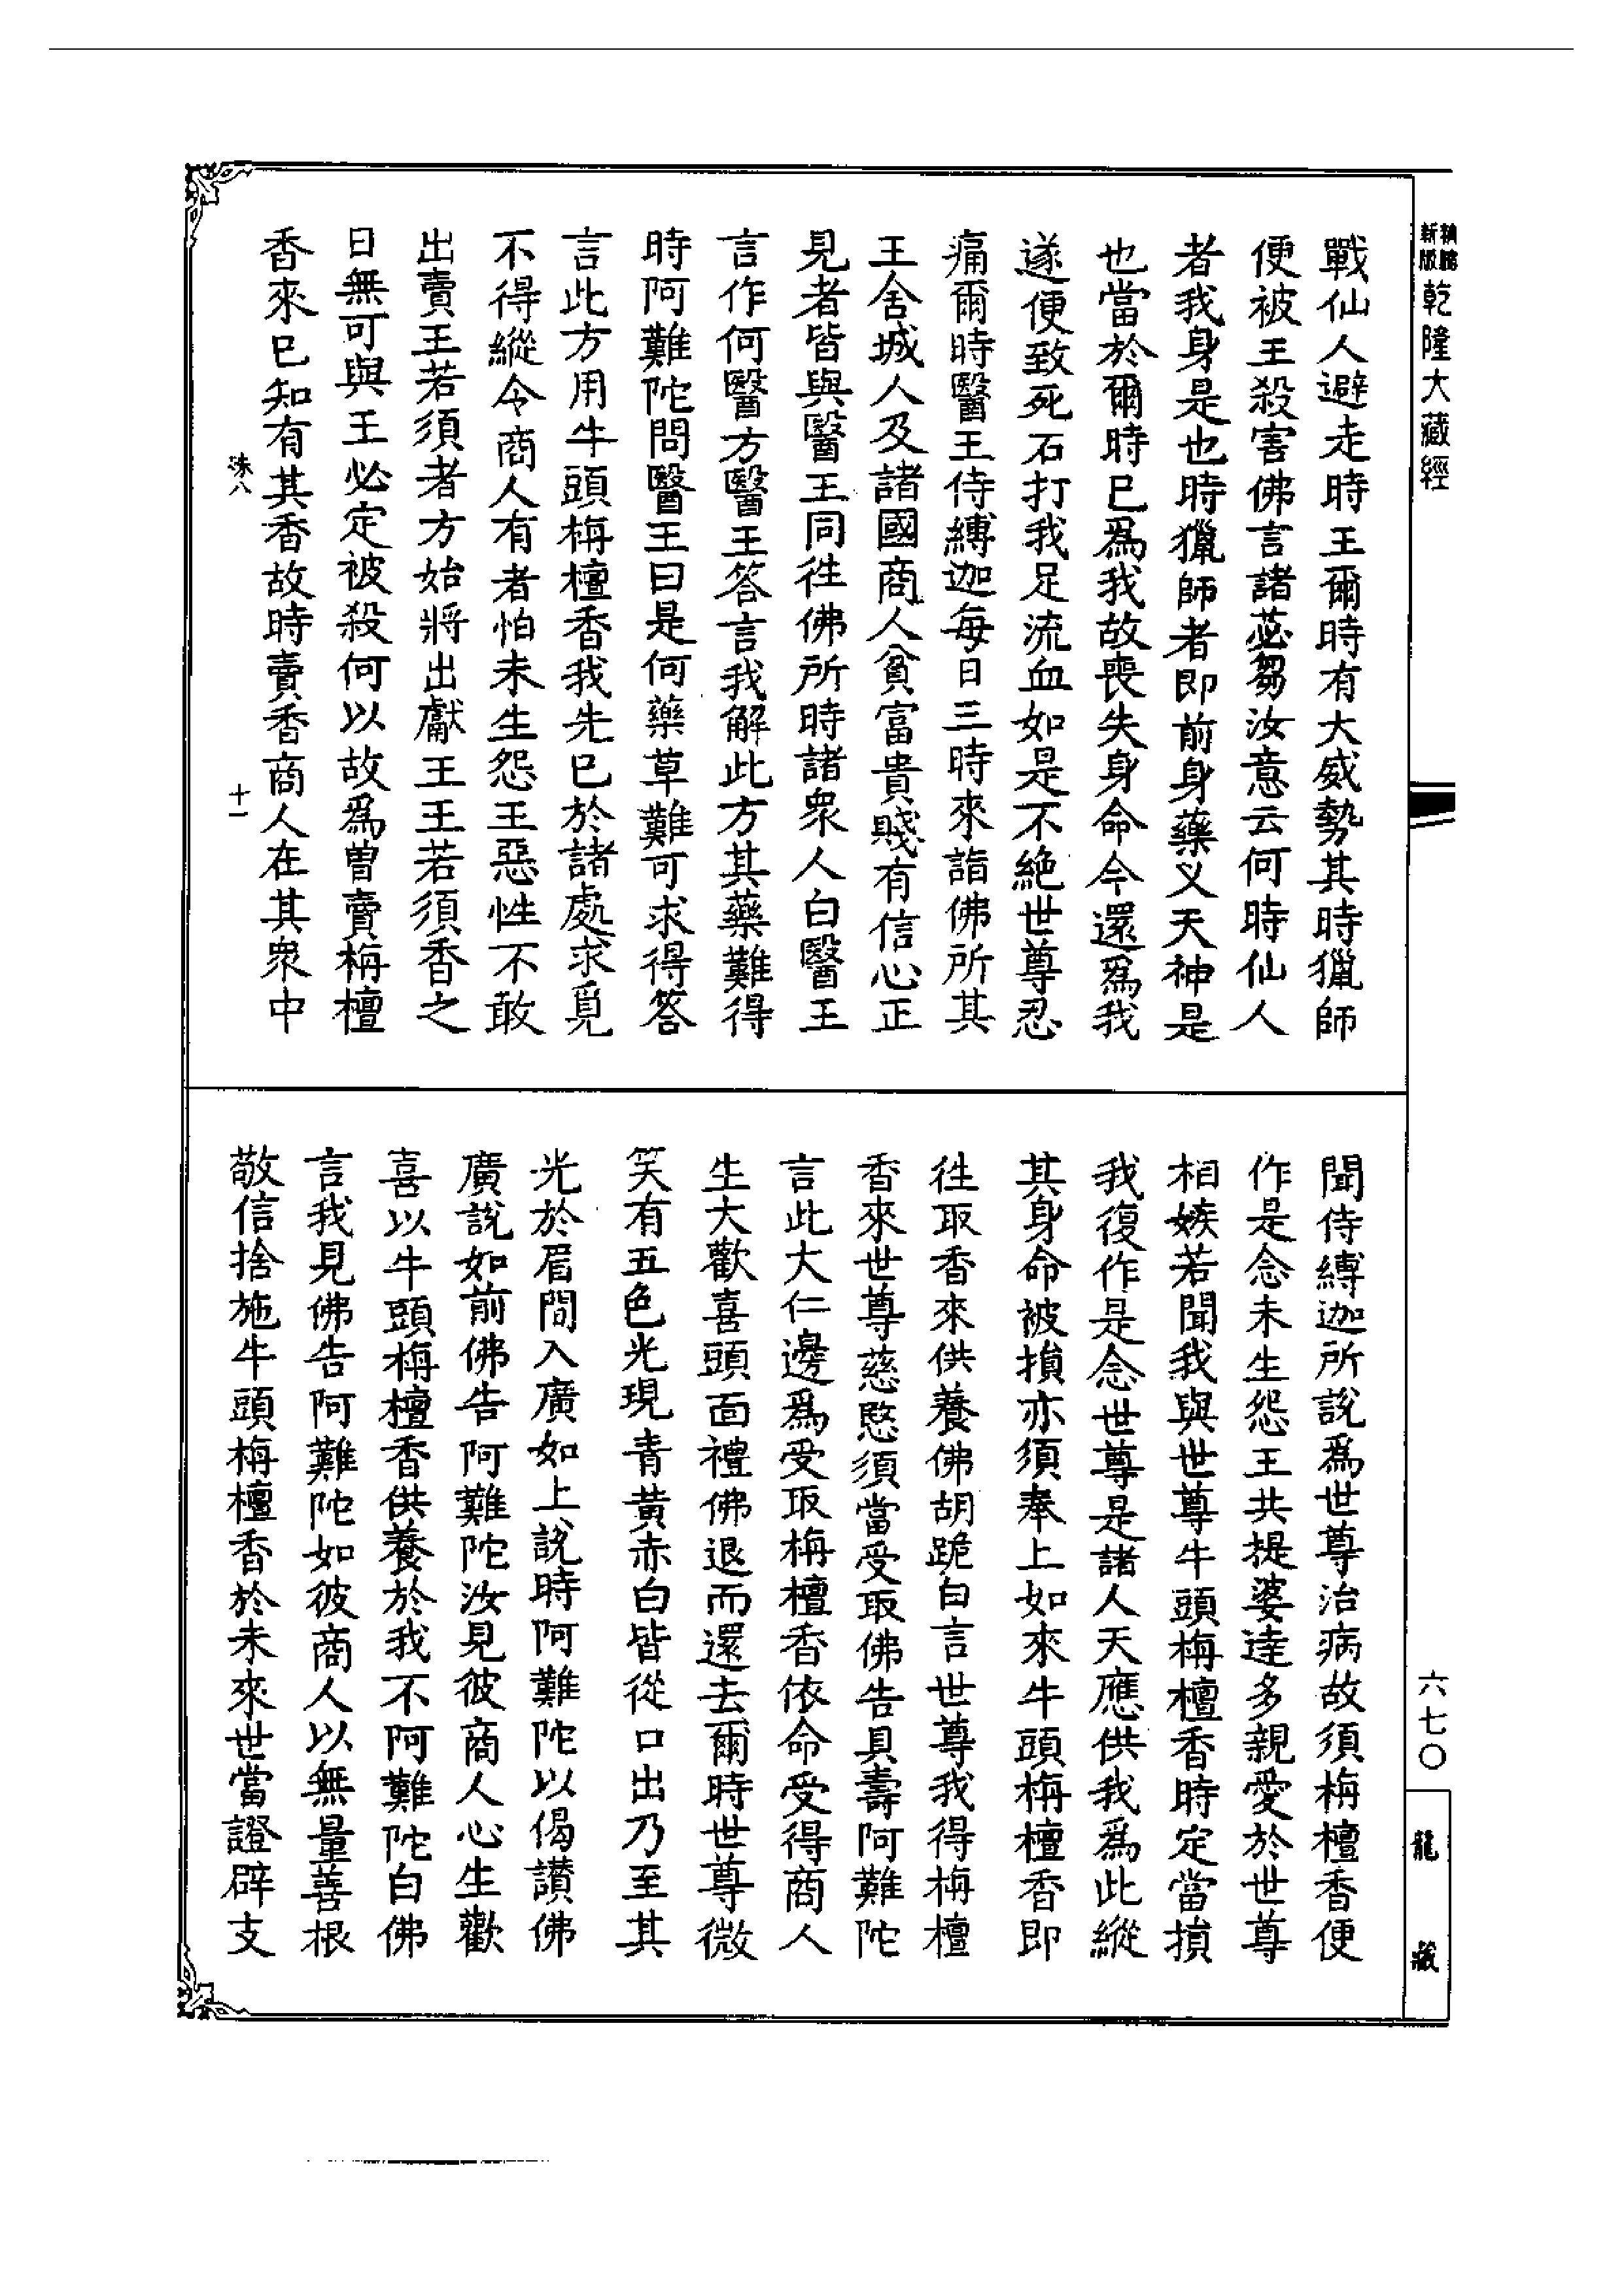 新版
乾隆大藏經
戰仙人避走時王爾時有大威勢其時獵師
便被王殺害佛言諸苾芻汝意云何時仙人
者我身是也時獵師者即前身藥义天神是
也當於爾時已爲我故喪失身命今還爲我
遂便致死石打我足流血如是不絶世尊忍
痛爾時醫王侍縛迦每日三時來詣佛所其
王舍城人及諸國商人貧富貴賤有信心正
見者皆與醫王同徃佛所時諸衆人白醫王
言作何醫方醫王答言我解此方其藥難得
時阿難陀問醫王曰是何藥草難可求得答
言此方用牛頭栴檀香我先已於諸處求覓
不得縱令商人有者怕未生怨王惡性不敢
出賣王若須者方始將出獻王王若須香之
日無可與王必定被殺何以故爲曾賣栴檀
香來已知有其香故時賣香商人在其衆中
洙八
十一
聞侍縛迦所說爲世尊治病故須栴檀香便
作是念未生怨王共提婆逹多親愛於世尊
相嫉若聞我與世尊牛頭栴檀香時定當損
我復作是念世尊是諸人天應供我爲此縱
其身命被損亦須奉上如來牛頭栴檀香即
徃取香來供養佛胡跪白言世尊我得栴檀
香來世尊慈愍須當受取佛告具壽阿難陀
言此大仁邊爲受取栴檀香依命受得商人
生大歡喜頭面禮佛退而還去爾時世尊微
笑有五色光現青黃赤白皆從口出乃至其
光於眉間入廣如上說時阿難陀以偈讃佛
廣說如前佛告阿難陀汝見彼商人心生歡
喜以牛頭栴檀香供養於我不阿難陀白佛
言我見佛告阿難陀如彼商人以無量善根
敬信捨施牛頭栴檀香於未來世當證辟支
六七〇
龍
藏